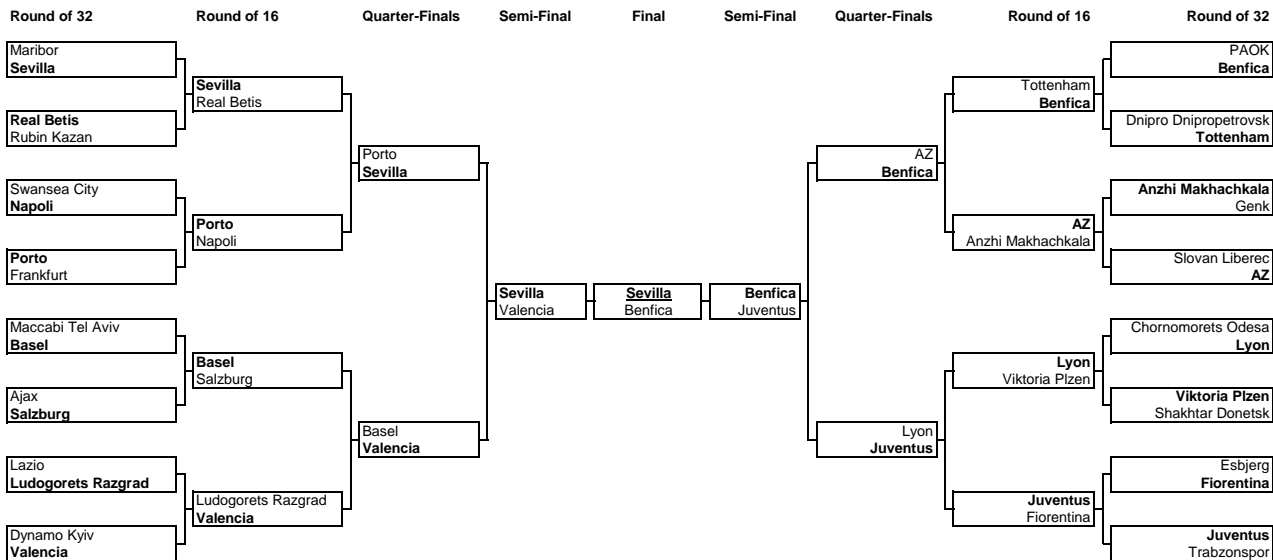 Round of 32
Round of 16
Quarter-Finals
Semi-Final
Final
Semi-Final
Quarter-Finals
Round of 16
Round of 32
Maribor
Sevilla
Real Betis
Rubin Kazan
Swansea City
Napoli
Porto
Frankfurt
Maccabi Tel Aviv
Basel
Ajax
Salzburg
Lazio
Ludogorets Razgrad
Dynamo Kyiv
Valencia
Sevilla
Real Betis
Porto
Napoli
Basel
Salzburg
Ludogorets Razgrad
Valencia
Porto
Sevilla
Basel
Valencia
Sevilla
Valencia
Sevilla
Benfica
Benfica
Juventus
AZ
Benfica
Lyon
Juventus
Tottenham
Benfica
AZ
Anzhi Makhachkala
Lyon
Viktoria Plzen
Juventus
Fiorentina
PAOK
Benfica
Dnipro Dnipropetrovsk
Tottenham
Anzhi Makhachkala
Genk
Slovan Liberec
AZ
Chornomorets Odesa
Lyon
Viktoria Plzen
Shakhtar Donetsk
Esbjerg
Fiorentina
Juventus
Trabzonspor